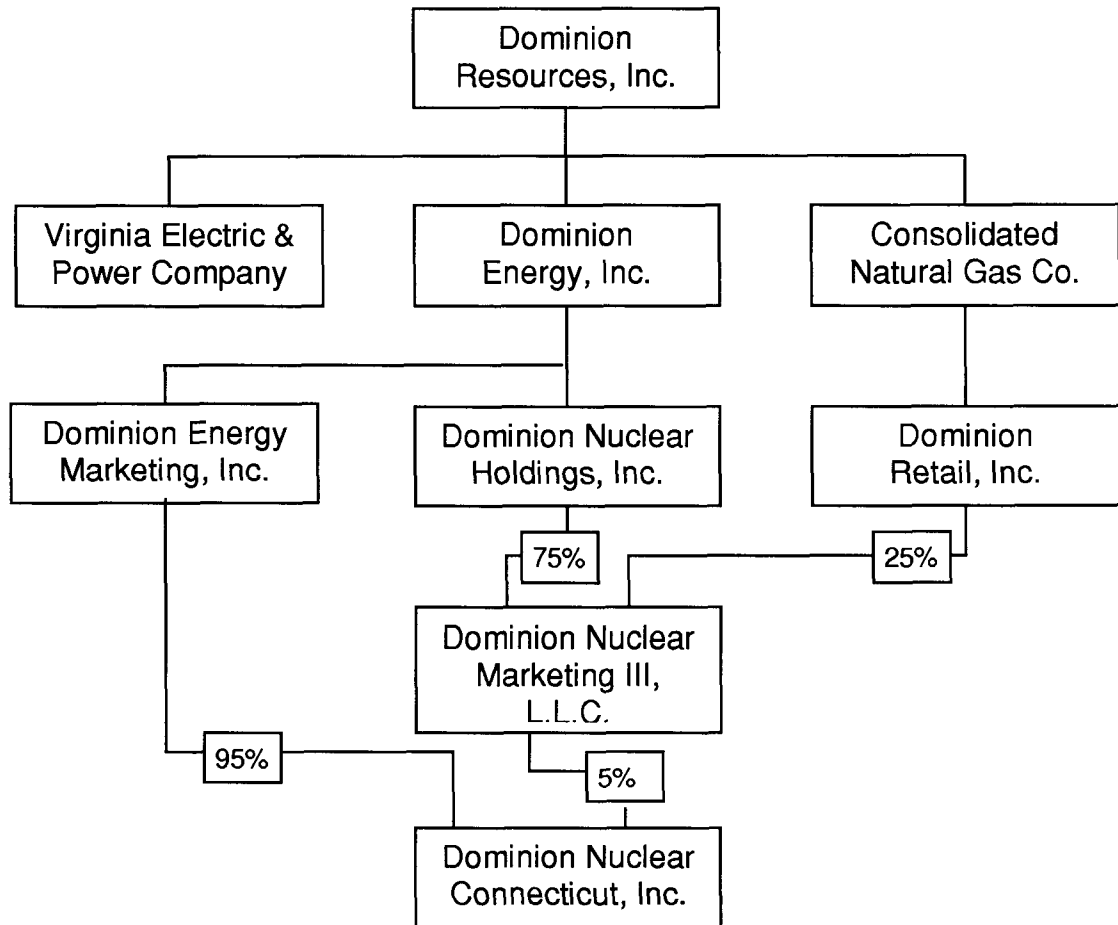 Dominion
Resources, Inc.
Virginia Electric &
Power Company
Dominion
Energy, Inc.
Consolidated
Natural Gas Co.
Dominion Energy
Marketing, Inc.
Dominion Nuclear
Holdings, Inc.
Dominion
Retail, Inc.
75%
25%
Dominion Nuclear
Marketing III,
L.L.C.
95%
5%
Dominion Nuclear
Connecticut, Inc.